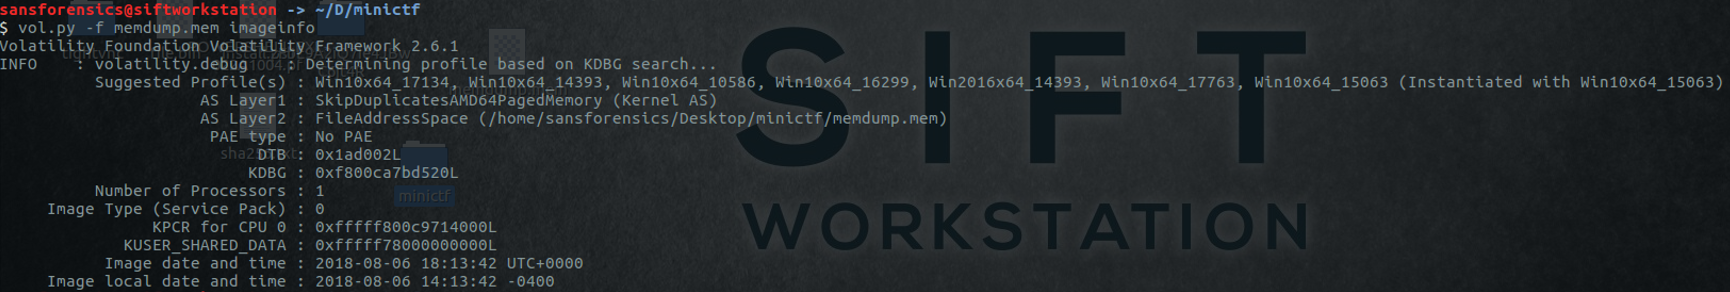 sansforensics@siftworkstation -> ~/D/minictf
$ vol.py -f memdump.mem imageinfo
Volatility Foundation Volatility Framework 2.6.1
INFO    : volatility.debug    : Determining profile based on KDBG search...
Suggested Profile(s) : Win10x64_17134, Win10x64_14393, Win10x64_10586, Win10x64_16299, Win2016x64_14393, Win10x64_17763, Win10x64_15063 (Instantiated with Win10x64_15063)
AS Layer1 : SkipDuplicatesAMD64PagedMemory (Kernel AS)
AS Layer2 : FileAddressSpace (/home/sansforensics/Desktop/minictf/memdump.mem)
PAE type : No PAE
DTB : 0x1ad002L
KDBG : 0xf800ca7bd520L
Number of Processors : 1
Image Type (Service Pack) : 0
KPCR for CPU 0 : 0xfffff800c9714000L
KUSER_SHARED_DATA : 0xfffff78000000000L
Image date and time : 2018-08-06 18:13:42 UTC+0000
Image local date and time : 2018-08-06 14:13:42 -0400
minictf
SIFT
WORKSTATION